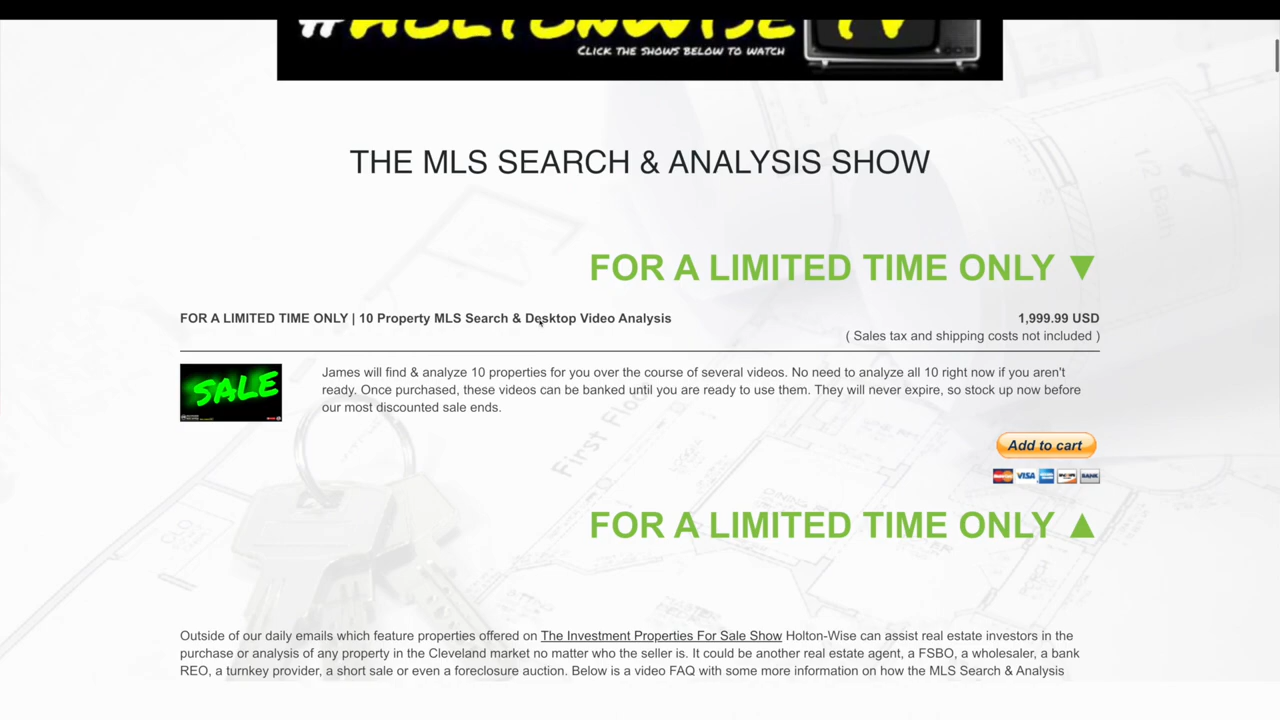 #HOLTONWISE TV
CLICK THE SHOWS BELOW TO WATCH
THE MLS SEARCH & ANALYSIS SHOW
FOR A LIMITED TIME ONLY ▼
FOR A LIMITED TIME ONLY | 10 Property MLS Search & Desktop Video Analysis
1,999.99 USD
( Sales tax and shipping costs not included )
SALE
James will find & analyze 10 properties for you over the course of several videos. No need to analyze all 10 right now if you aren't
ready. Once purchased, these videos can be banked until you are ready to use them. They will never expire, so stock up now before
our most discounted sale ends.
Add to cart
VISA
BANK
FOR A LIMITED TIME ONLY ▲
First Flo
1/2 Bath
Outside of our daily emails which feature properties offered on The Investment Properties For Sale Show Holton-Wise can assist real estate investors in the
purchase or analysis of any property in the Cleveland market no matter who the seller is. It could be another real estate agent, a FSBO, a wholesaler, a bank
REO, a turnkey provider, a short sale or even a foreclosure auction. Below is a video FAQ with some more information on how the MLS Search & Analysis